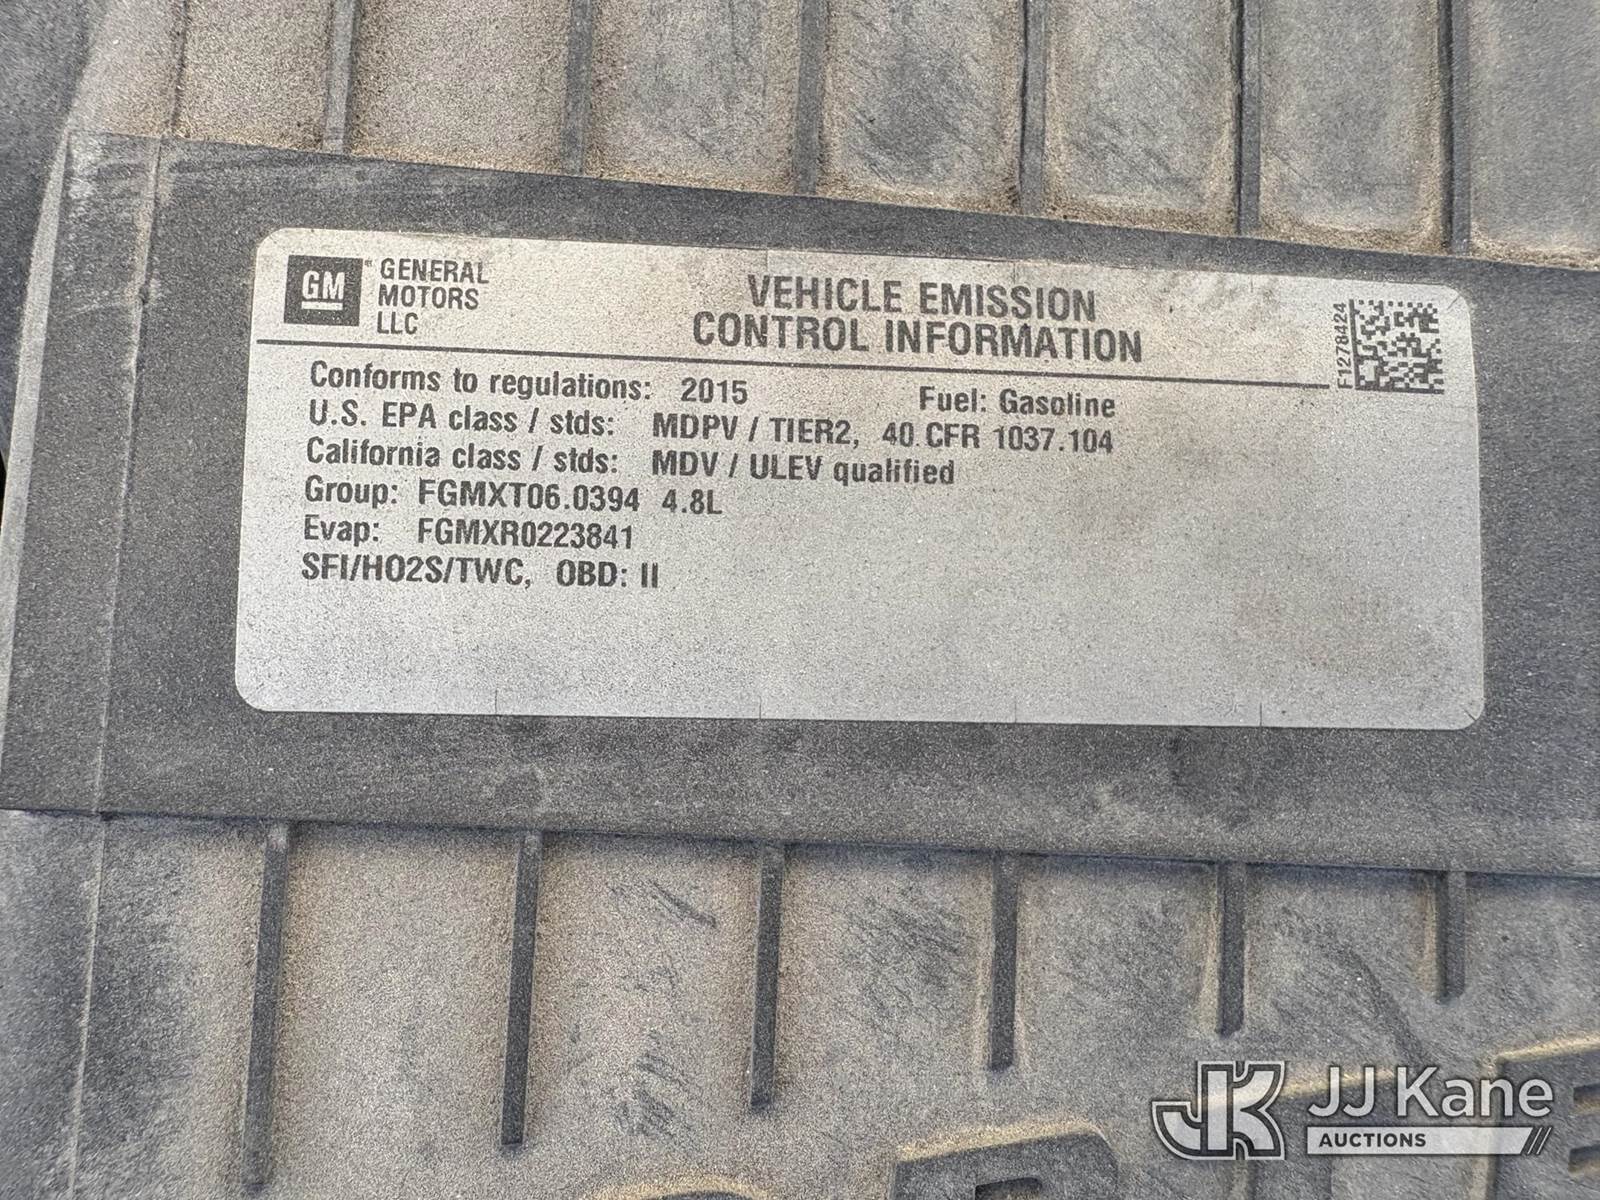 GM
GENERAL
MOTORS
LLC
VEHICLE EMISSION
CONTROL INFORMATION
F1278424
Conforms to regulations: 2015 Fuel: Gasoline
U.S. EPA class / stds: MDPV / TIER2, 40 CFR 1037.104
California class / stds: MDV / ULEV qualified
Group: FGMXT06.0394 4.8L
Evap: FGMXR0223841
SFI/HO2S/TWC, OBD: II
JK JJ Kane
AUCTIONS